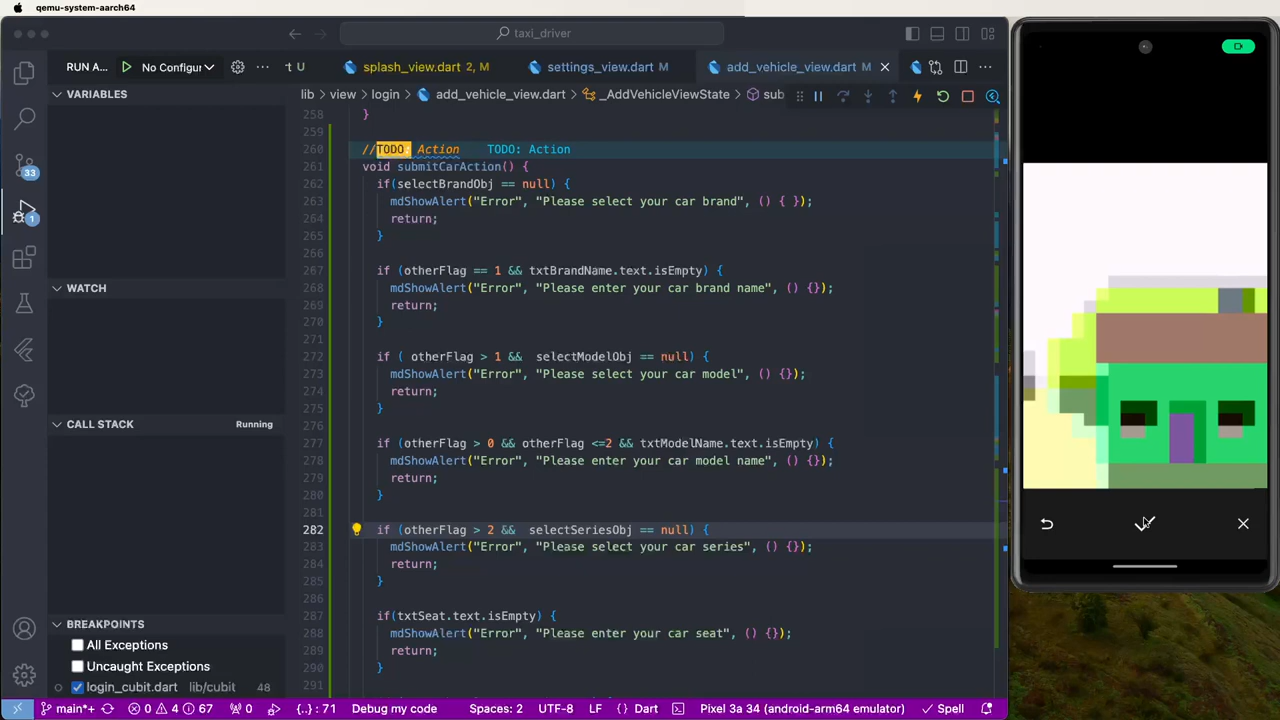 qemu-system-aarch64
taxi_driver
RUN A...
No Configur
U
splash_view.dart 2, M
settings_view.dart M
add_vehicle_view.dart M
VARIABLES
lib > view > login > add_vehicle_view.dart > _AddVehicleViewState > sub
258 }
259
260 //TODO: Action TODO: Action
261 void submitCarAction() {
262 if(selectBrandObj == null) {
263 mdShowAlert("Error", "Please select your car brand", () { });
264 return;
265 }
266
267 if (otherFlag == 1 && txtBrandName.text.isEmpty) {
268 mdShowAlert("Error", "Please enter your car brand name", () {});
269 return;
270 }
271
272 if ( otherFlag > 1 && selectModelObj == null) {
273 mdShowAlert("Error", "Please select your car model", () {});
274 return;
275 }
276
277 if (otherFlag > 0 && otherFlag <=2 && txtModelName.text.isEmpty) {
278 mdShowAlert("Error", "Please enter your car model name", () {});
279 return;
280 }
281
282 if (otherFlag > 2 && selectSeriesObj == null) {
283 mdShowAlert("Error", "Please select your car series", () {});
284 return;
285 }
286
287 if(txtSeat.text.isEmpty) {
288 mdShowAlert("Error", "Please enter your car seat", () {});
289 return;
290 }
291
WATCH
CALL STACK Running
BREAKPOINTS
All Exceptions
Uncaught Exceptions
login_cubit.dart lib/cubit 48
33
1
main*+ 0 4 67 0 {..} : 71 Debug my code Spaces: 2 UTF-8 LF { } Dart Pixel 3a 34 (android-arm64 emulator) Spell